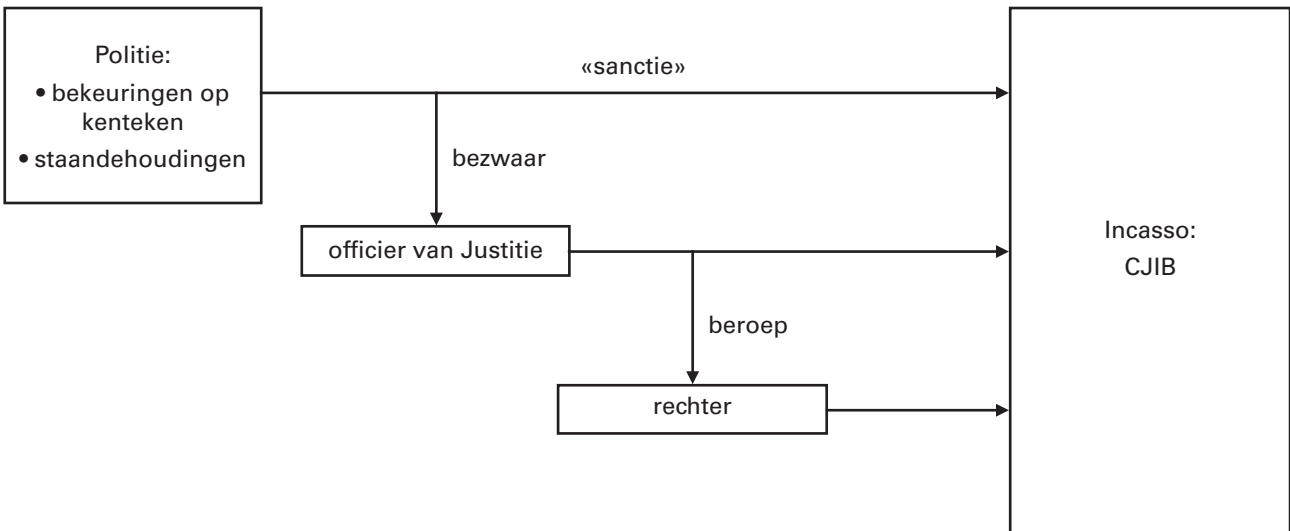 Politie:
• bekeuringen op
kenteken
• staandehoudingen
«sanctie»
bezwaar
officier van Justitie
beroep
rechter
Incasso:
CJIB